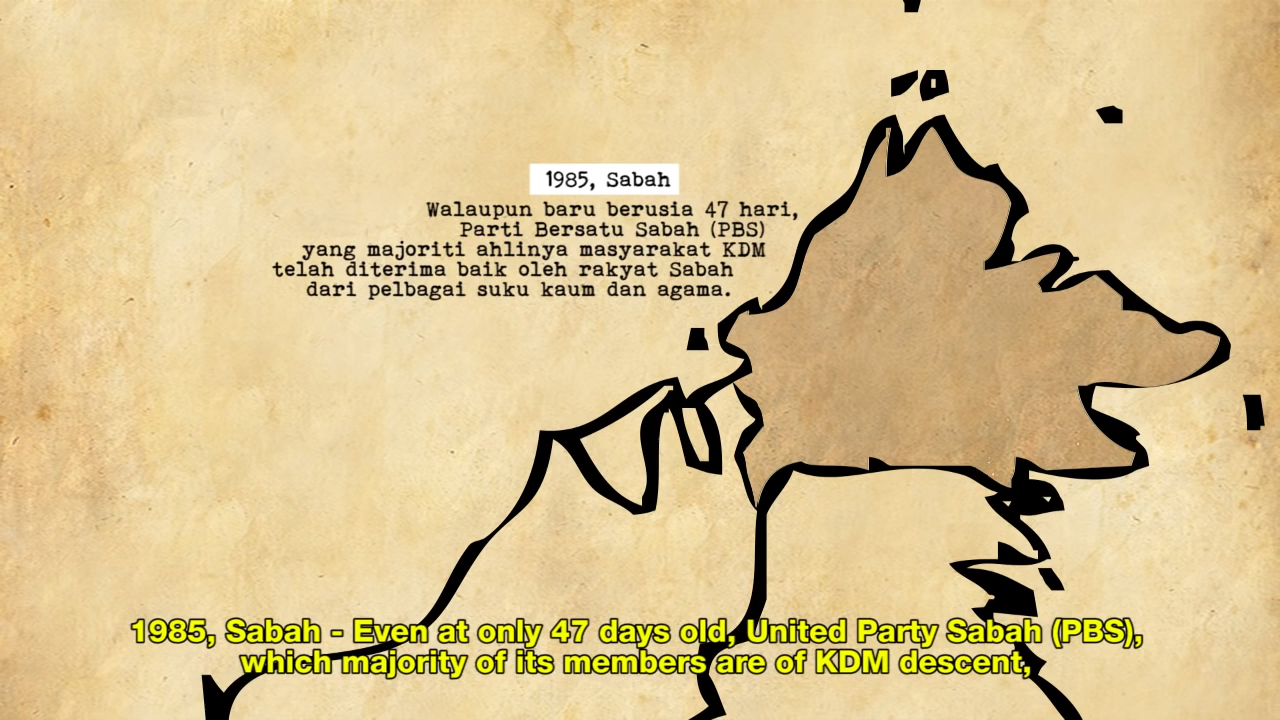 1985, Sabah
Walaupun baru berusia 47 hari,
Parti Bersatu Sabah (PBS)
yang majoriti ahlinya masyarakat KDM
telah diterima baik oleh rakyat Sabah
dari pelbagai suku kaum dan agama.
1985, Sabah - Even at only 47 days old, United Party Sabah (PBS),
which majority of its members are of KDM descent,